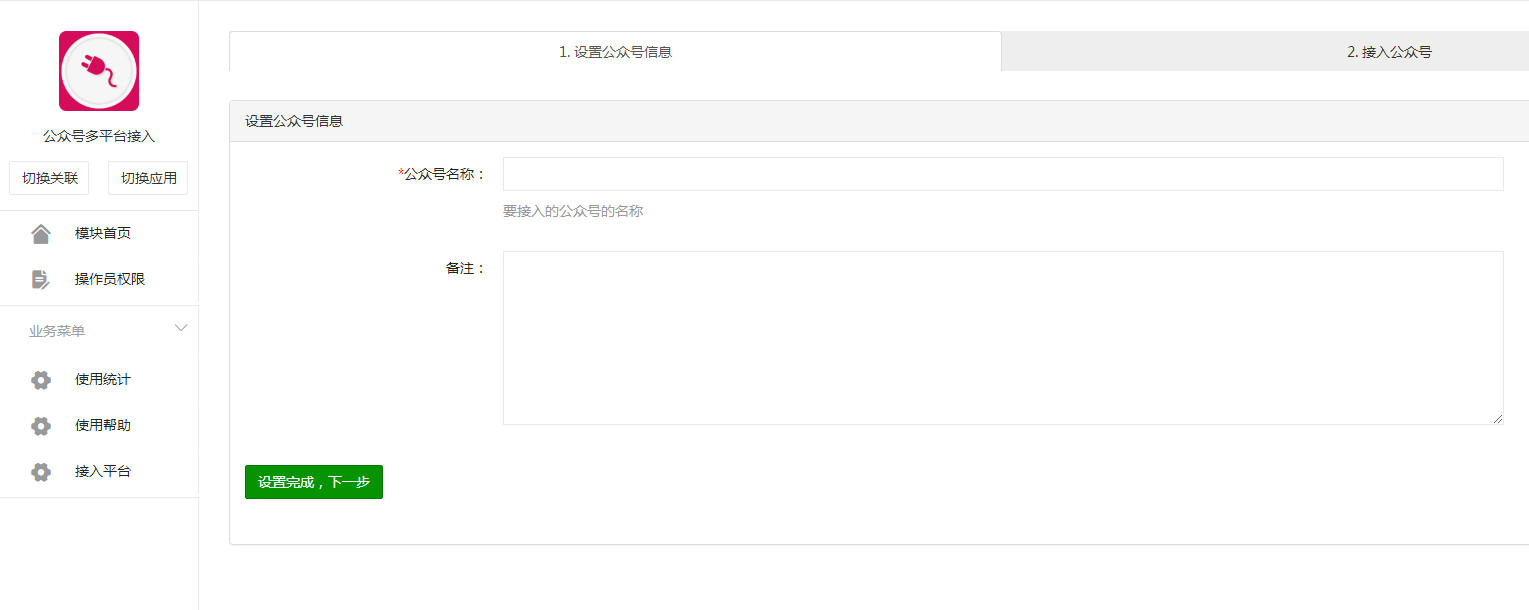 公众号多平台接入
切换关联 切换应用
模块首页
操作员权限
业务菜单
使用统计
使用帮助
接入平台
1. 设置公众号信息 2. 接入公众号
设置公众号信息
*公众号名称：
要接入的公众号的名称
备注：
设置完成，下一步